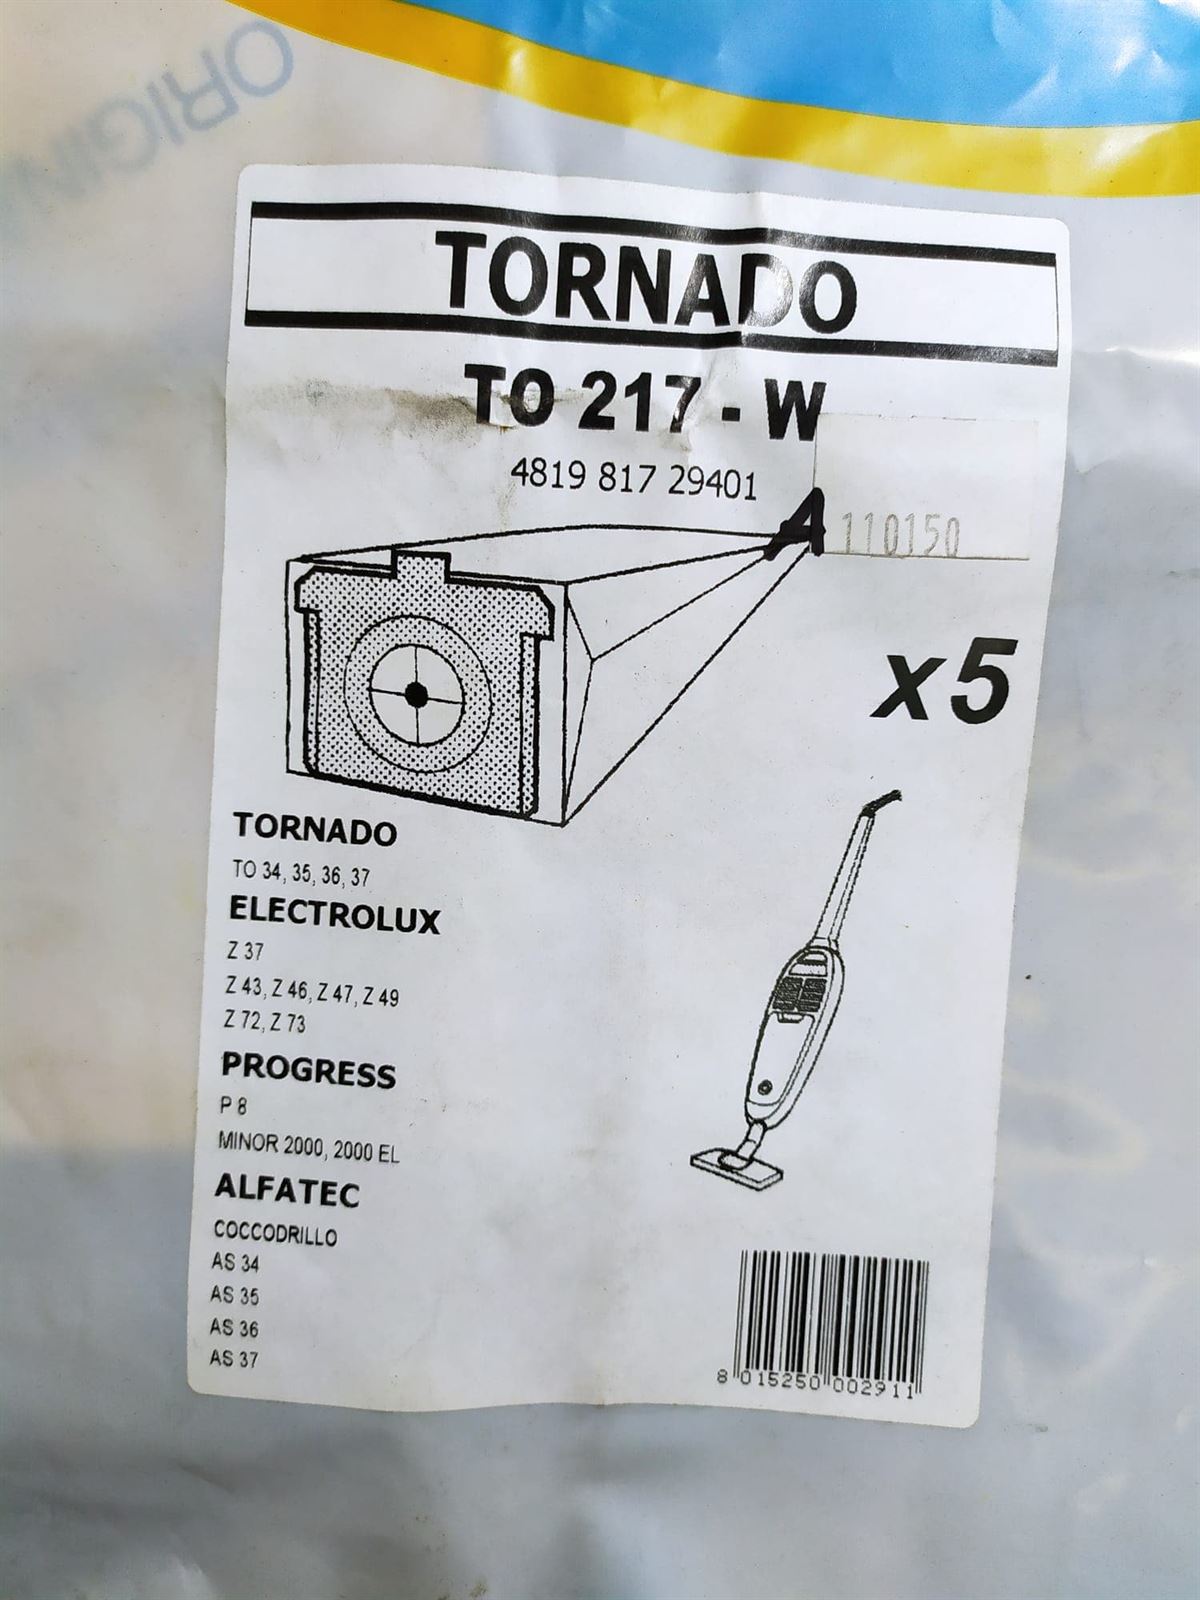 ORIGIN
TORNADO
TO 217 - W
4819 817 29401
A
110150
x5
TORNADO
TO 34, 35, 36, 37
ELECTROLUX
Z 37
Z 43, Z 46, Z 47, Z 49
Z 72, Z 73
PROGRESS
P 8
MINOR 2000, 2000 EL
ALFATEC
COCCODRILLO
AS 34
AS 35
AS 36
AS 37
8 015250 002911